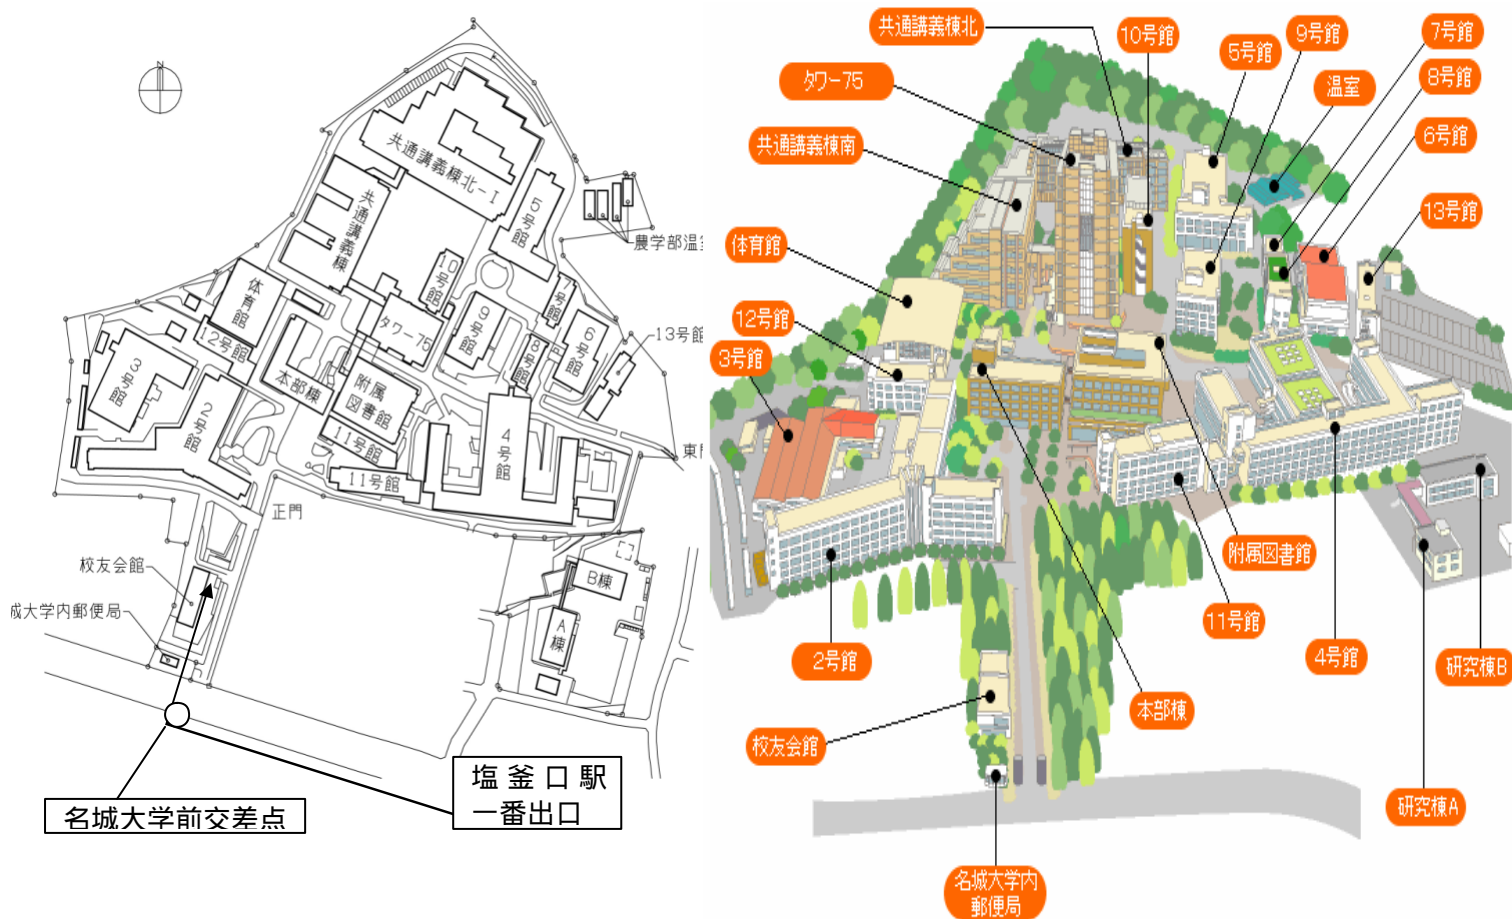 N
共通講義棟北-I
共通講義棟
5号館
農学部温
10号館
体育館
7号館
タワー75
9号館
6号館
8号館
13号館
12号館
3号館
本部棟
附属
図書館
2号館
11号館
4号館
11号館
東
正門
校友会館
B棟
A棟
城大学内郵便局
塩釜口駅
一番出口
名城大学前交差点
共通講義棟北
10号館
9号館
7号館
5号館
タワー75
温室
8号館
共通講義棟南
6号館
13号館
体育館
12号館
3号館
附属図書館
11号館
2号館
4号館
研究棟B
本部棟
校友会館
研究棟A
名城大学内
郵便局